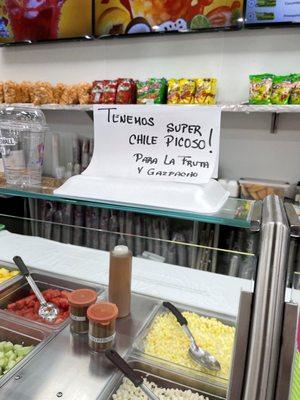 TENEMOS SUPER
CHILE PICOSO!
PARA LA FRUTA
Y GAZPACHO